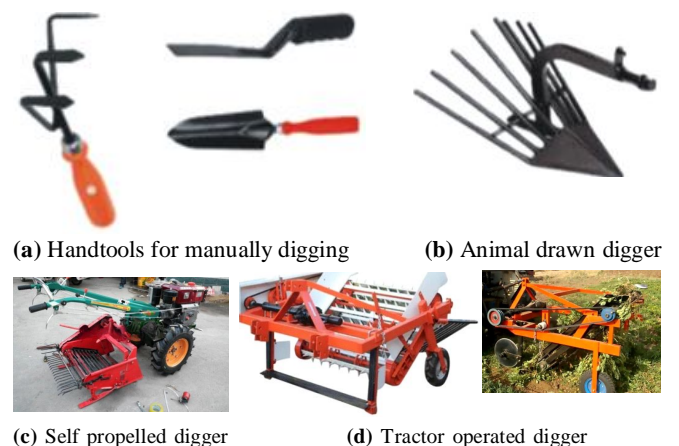 (a) Handtools for manually digging
(b) Animal drawn digger
(c) Self propelled digger
(d) Tractor operated digger